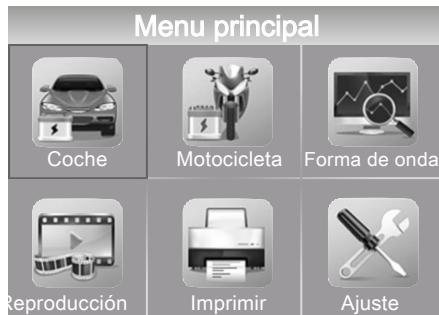 Menu principal
Coche
Motocicleta
Forma de onda
Reproducción
Imprimir
Ajuste